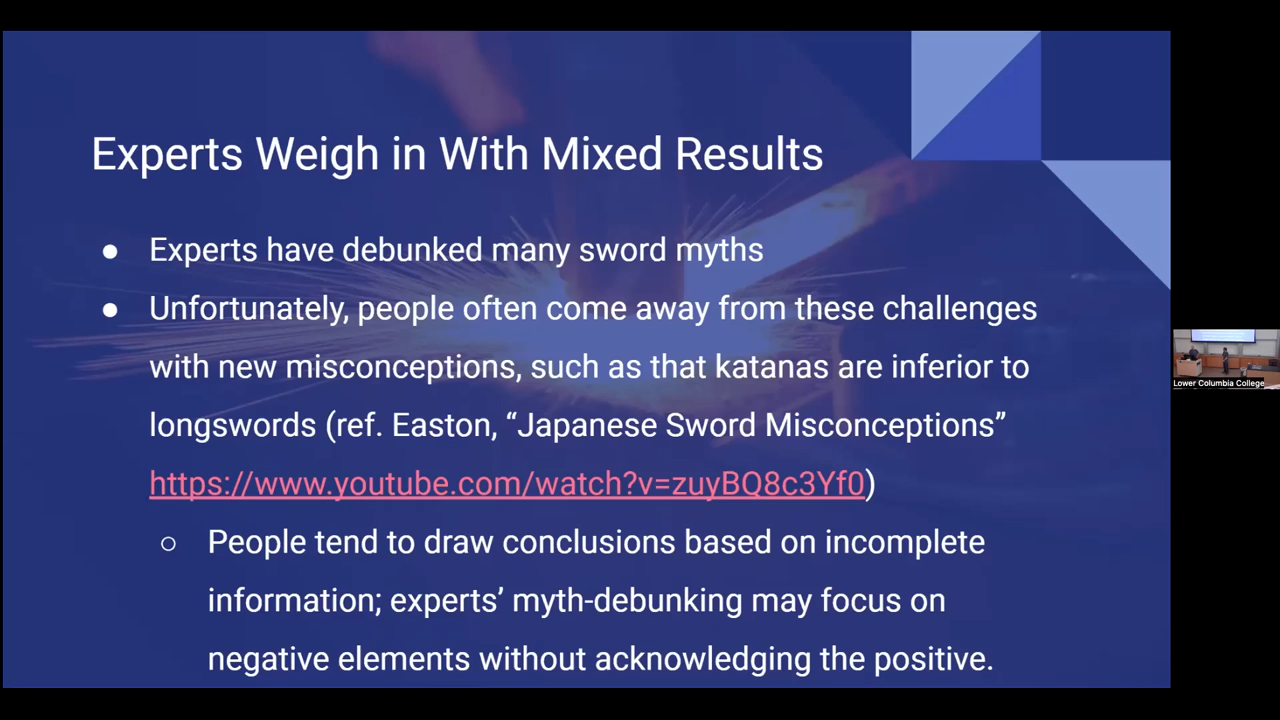 Experts Weigh in With Mixed Results
● Experts have debunked many sword myths
● Unfortunately, people often come away from these challenges
with new misconceptions, such as that katanas are inferior to
longswords (ref. Easton, “Japanese Sword Misconceptions”
https://www.youtube.com/watch?v=zuyBQ8c3Yf0)
○ People tend to draw conclusions based on incomplete
information; experts’ myth-debunking may focus on
negative elements without acknowledging the positive.
Lower Columbia College